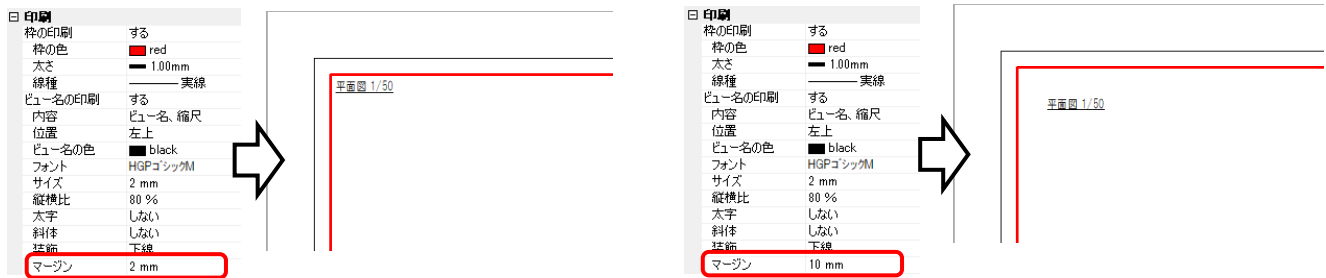 印刷
枠の印刷 する
枠の色 red
太さ 1.00mm
線種 実線
ビュー名の印刷 する
内容 ビュー名、縮尺
位置 左上
ビュー名の色 black
フォント HGPゴシックM
サイズ 2 mm
縦横比 80 %
太字 しない
斜体 しない
装飾 下線
マージン 2 mm
平面図 1/50
印刷
枠の印刷 する
枠の色 red
太さ 1.00mm
線種 実線
ビュー名の印刷 する
内容 ビュー名、縮尺
位置 左上
ビュー名の色 black
フォント HGPゴシックM
サイズ 2 mm
縦横比 80 %
太字 しない
斜体 しない
装飾 下線
マージン 10 mm
平面図 1/50